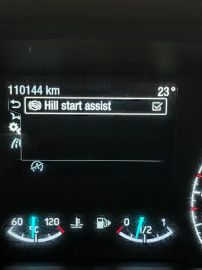 110144 km 23°
Hill start assist
60 120 0 1
°C 1/2